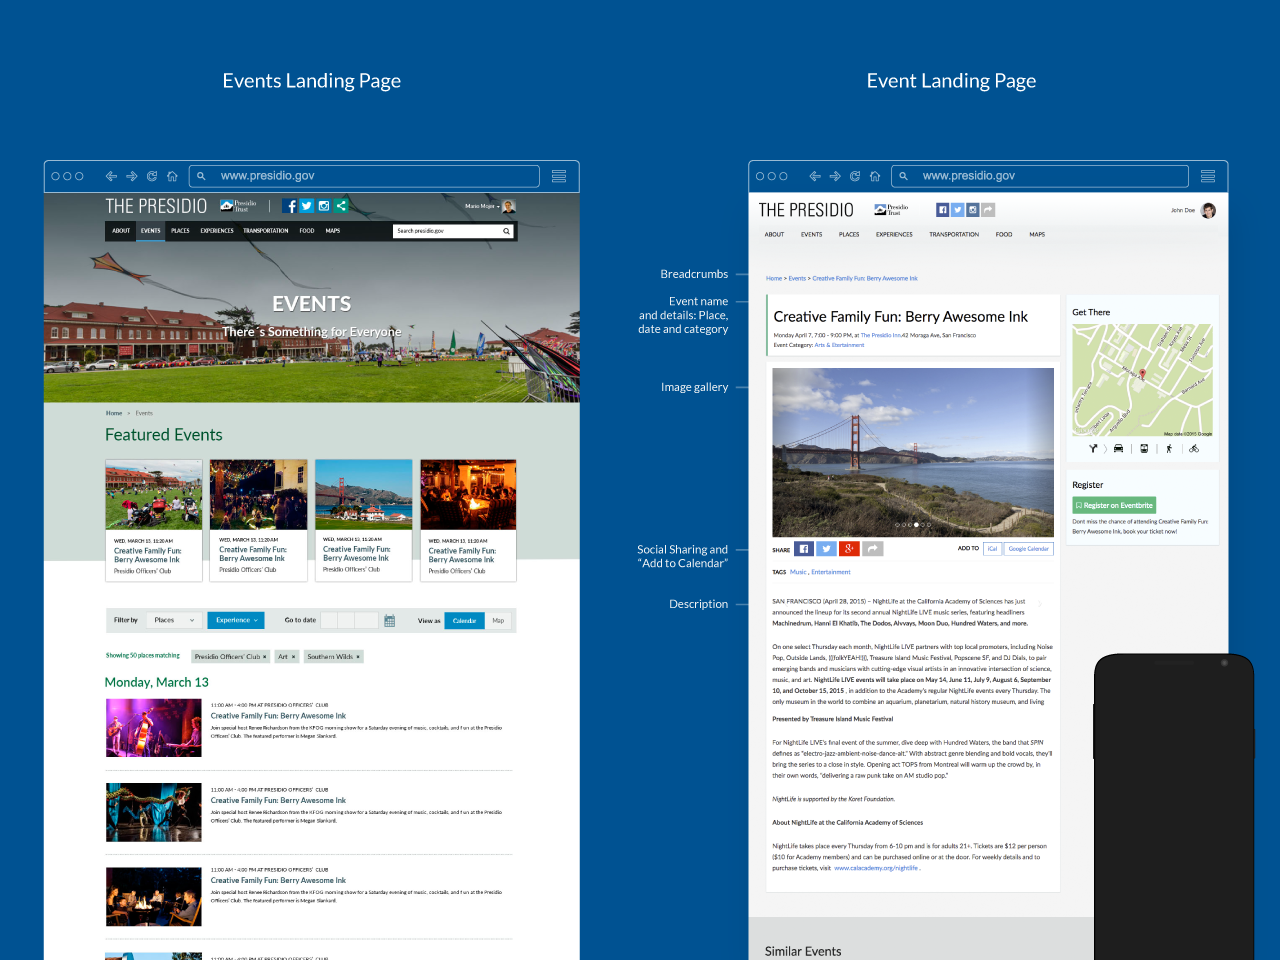 Events Landing Page
Event Landing Page
www.presidio.gov
THE PRESIDIO
Presidio
Trust
Mario Mojo
ABOUT EVENTS PLACES EXPERIENCES TRANSPORTATION FOOD MAPS
Search presidio.gov
EVENTS
There´s Something for Everyone
Home > Events
Featured Events
WED, MARCH 13, 11:20 AM
Creative Family Fun:
Berry Awesome Ink
Presidio Officers´ Club
WED, MARCH 13, 11:20 AM
Creative Family Fun:
Berry Awesome Ink
Presidio Officers´ Club
WED, MARCH 13, 11:20 AM
Creative Family Fun:
Berry Awesome Ink
Presidio Officers´ Club
WED, MARCH 13, 11:20 AM
Creative Family Fun:
Berry Awesome Ink
Presidio Officers´ Club
Filter by Places Experience Go to date View as Calendar Map
Showing 50 places matching Presidio Officers´ Club × Art × Southern Wilds ×
Monday, March 13
11:00 AM - 4:00 PM AT PRESIDIO OFFICERS´ CLUB
Creative Family Fun: Berry Awesome Ink
Join special host Renee Richardson from the KFOG morning show for a Saturday evening of music, cocktails, and fun at the Presidio
Officers´ Club. The featured performer is Megan Slankurd.
11:00 AM - 4:00 PM AT PRESIDIO OFFICERS´ CLUB
Creative Family Fun: Berry Awesome Ink
Join special host Renee Richardson from the KFOG morning show for a Saturday evening of music, cocktails, and fun at the Presidio
Officers´ Club. The featured performer is Megan Slankurd.
11:00 AM - 4:00 PM AT PRESIDIO OFFICERS´ CLUB
Creative Family Fun: Berry Awesome Ink
Join special host Renee Richardson from the KFOG morning show for a Saturday evening of music, cocktails, and fun at the Presidio
Officers´ Club. The featured performer is Megan Slankurd.
11:00 AM - 4:00 PM AT PRESIDIO OFFICERS´ CLUB
Breadcrumbs
Event name
and details: Place,
date and category
Image gallery
Social Sharing and
“Add to Calendar”
Description
www.presidio.gov
THE PRESIDIO
Presidio
Trust
John Doe
ABOUT EVENTS PLACES EXPERIENCES TRANSPORTATION FOOD MAPS
Home > Events > Creative Family Fun: Berry Awesome Ink
Creative Family Fun: Berry Awesome Ink
Monday April 7, 7:00 - 9:00 PM, at The Presidio Inn.42 Moraga Ave, San Francisco
Event Category: Arts & Etertainment
SHARE
ADD TO iCal Google Calendar
TAGS Music , Entertainment
SAN FRANCISCO (April 28, 2015) – NightLife at the California Academy of Sciences has just
announced the lineup for its second annual NightLife LIVE music series, featuring headliners
Machinedrum, Hanni El Khatib, The Dodos, Alvvays, Moon Duo, Hundred Waters, and more.
On one select Thursday each month, NightLife LIVE partners with top local promoters, including Noise
Pop, Outside Lands, (((folkYEAH))), Treasure Island Music Festival, Popscene SF, and DJ Dials, to pair
emerging bands and musicians with cutting-edge visual artists in an innovative intersection of science,
music, and art. NightLife LIVE events will take place on May 14, June 11, July 9, August 6, September
10, and October 15, 2015 , in addition to the Academy's regular NightLife events every Thursday. The
only museum in the world to combine an aquarium, planetarium, natural history museum, and living
Presented by Treasure Island Music Festival
For NightLife LIVE's final event of the summer, dive deep with Hundred Waters, the band that SPIN
defines as “electro-jazz-ambient-noise-dance-alt.” With abstract genre blending and bold vocals, they'll
bring the series to a close in style. Opening act TOPS from Montreal will warm up the crowd by, in
their own words, “delivering a raw punk take on AM studio pop.”
NightLife is supported by the Koret Foundation.
About NightLife at the California Academy of Sciences
NightLife takes place every Thursday from 6-10 pm and is for adults 21+. Tickets are $12 per person
($10 for Academy members) and can be purchased online or at the door. For weekly details and to
purchase tickets, visit www.calacademy.org/nightlife .
Get There
Moraga Ave
Mesa St
Barnard Ave
Infantry Terrace
Arguello Blvd
Map data ©2015 Google
Register
Register on Eventbrite
Dont miss the chance of attending Creative Family Fun:
Berry Awesome Ink, book your ticket now!
Similar Events